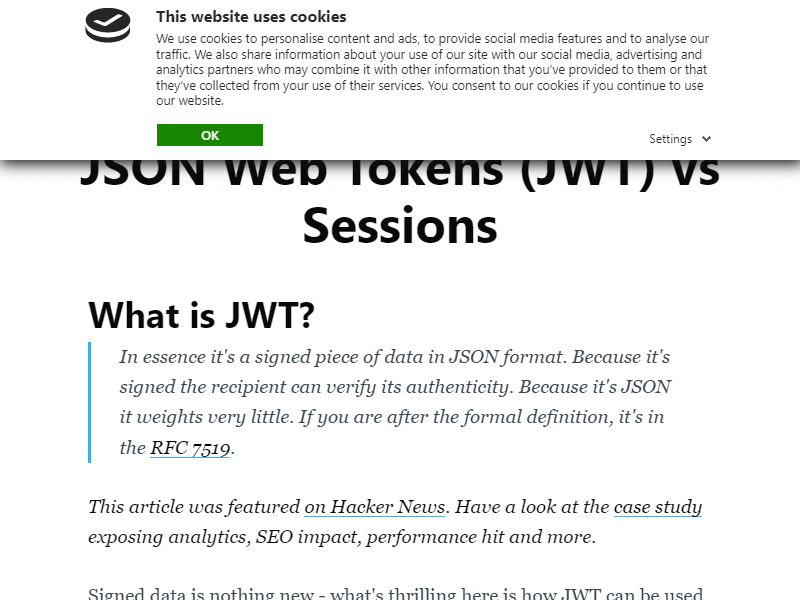 This website uses cookies
We use cookies to personalise content and ads, to provide social media features and to analyse our
traffic. We also share information about your use of our site with our social media, advertising and
analytics partners who may combine it with other information that you've provided to them or that
they've collected from your use of their services. You consent to our cookies if you continue to use
our website.
OK
Settings
JSON Web Tokens (JWT) vs
Sessions
What is JWT?
In essence it's a signed piece of data in JSON format. Because it's
signed the recipient can verify its authenticity. Because it's JSON
it weights very little. If you are after the formal definition, it's in
the RFC 7519.
This article was featured on Hacker News. Have a look at the case study
exposing analytics, SEO impact, performance hit and more.
Signed data is nothing new - what's thrilling here is how JWT can be used